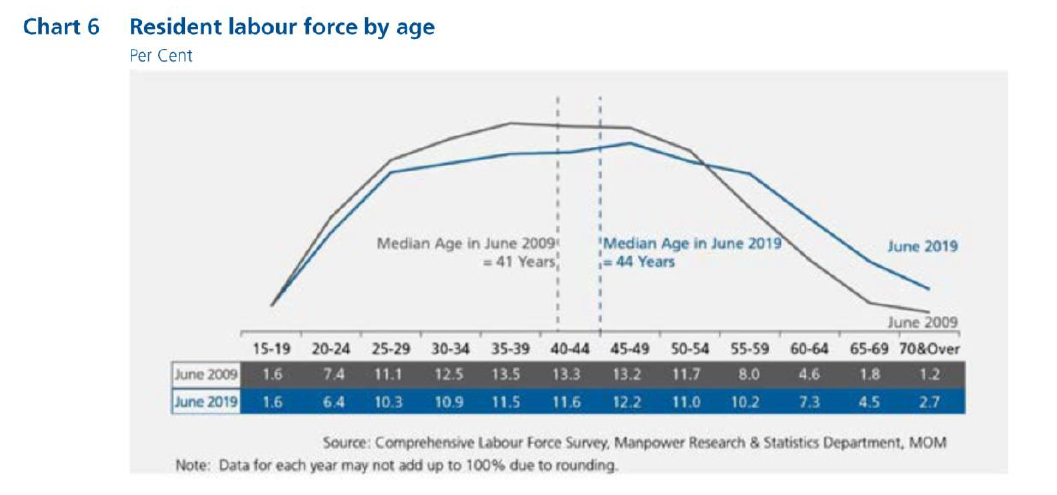 Chart 6 Resident labour force by age
Per Cent
Median Age in June 2009
= 41 Years
Median Age in June 2019
= 44 Years
June 2019
June 2009
15-19 20-24 25-29 30-34 35-39 40-44 45-49 50-54 55-59 60-64 65-69 70&Over
June 2009 1.6 7.4 11.1 12.5 13.5 13.3 13.2 11.7 8.0 4.6 1.8 1.2
June 2019 1.6 6.4 10.3 10.9 11.5 11.6 12.2 11.0 10.2 7.3 4.5 2.7
Source: Comprehensive Labour Force Survey, Manpower Research & Statistics Department, MOM
Note: Data for each year may not add up to 100% due to rounding.